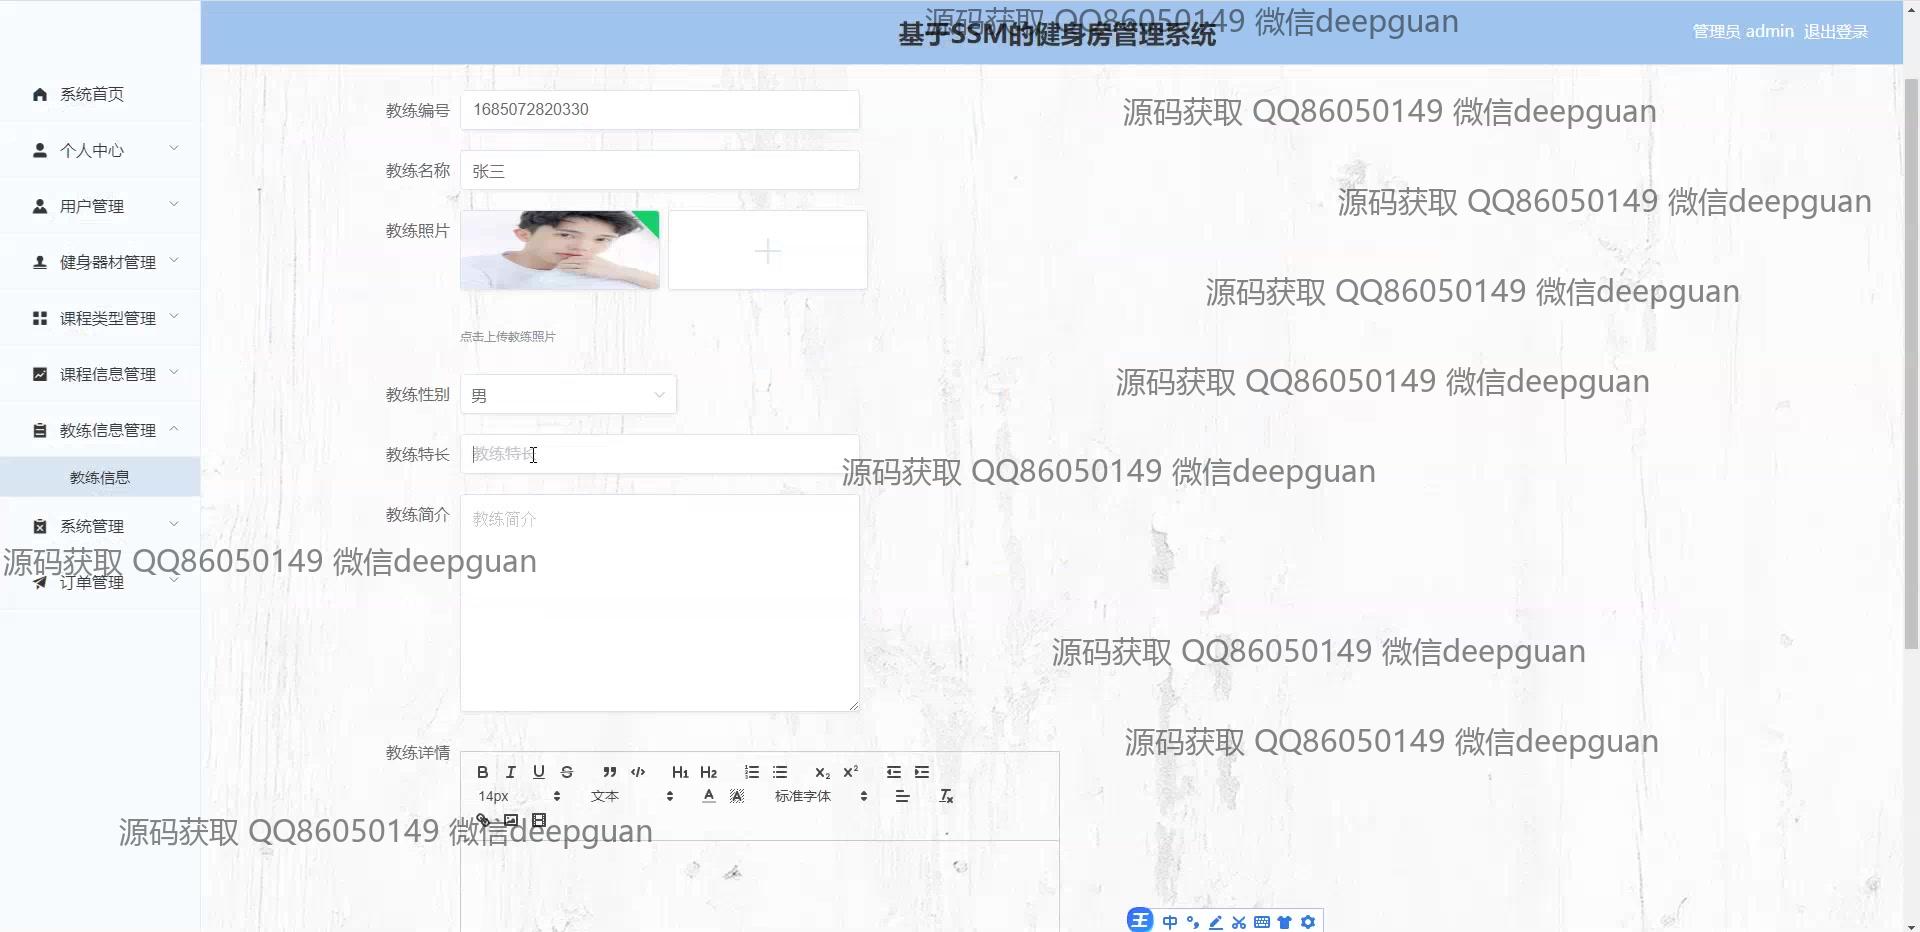 源码获取 QQ86050149 微信deepguan
基于SSM的健身房管理系统
管理员 admin 退出登录
系统首页
个人中心
用户管理
健身器材管理
课程类型管理
课程信息管理
教练信息管理
教练信息
系统管理
订单管理
教练编号 1685072820330
源码获取 QQ86050149 微信deepguan
教练名称 张三
源码获取 QQ86050149 微信deepguan
教练照片
源码获取 QQ86050149 微信deepguan
点击上传教练照片
教练性别 男
源码获取 QQ86050149 微信deepguan
教练特长 教练特长
源码获取 QQ86050149 微信deepguan
教练简介 教练简介
源码获取 QQ86050149 微信deepguan
源码获取 QQ86050149 微信deepguan
源码获取 QQ86050149 微信deepguan
教练详情
B I U S ” </> H1 H2 X2 X2
14px 文本 A A 标准字体 Tx
源码获取 QQ86050149 微信deepguan
王 中